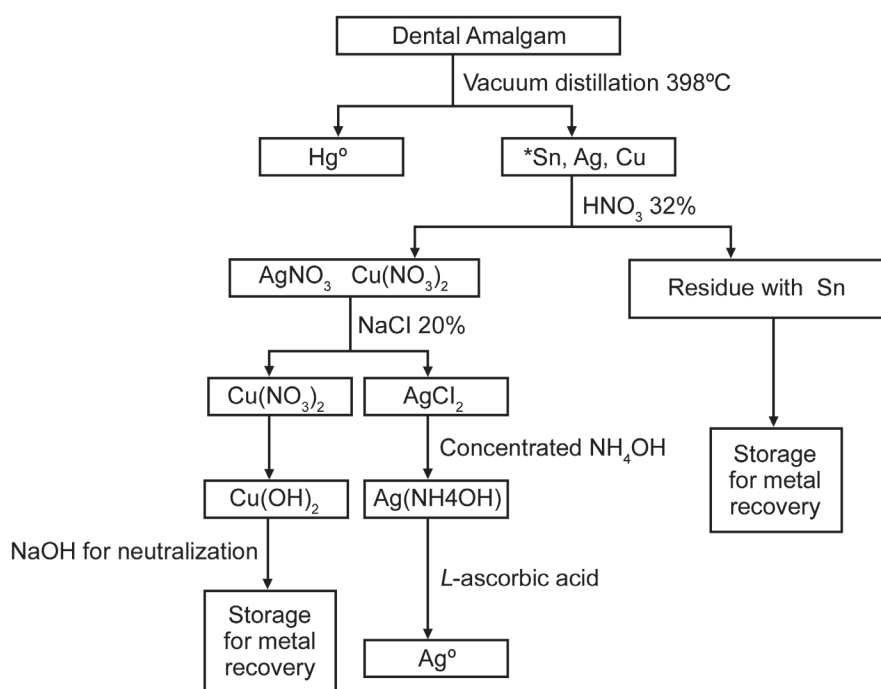 Dental Amalgam
Vacuum distillation 398ºC
Hgº
*Sn, Ag, Cu
HNO₃ 32%
AgNO₃ Cu(NO₃)₂
Residue with Sn
NaCl 20%
Cu(NO₃)₂
AgCl₂
Concentrated NH₄OH
Storage
for metal
recovery
Cu(OH)₂
Ag(NH4OH)
NaOH for neutralization
L-ascorbic acid
Storage
for metal
recovery
Agº